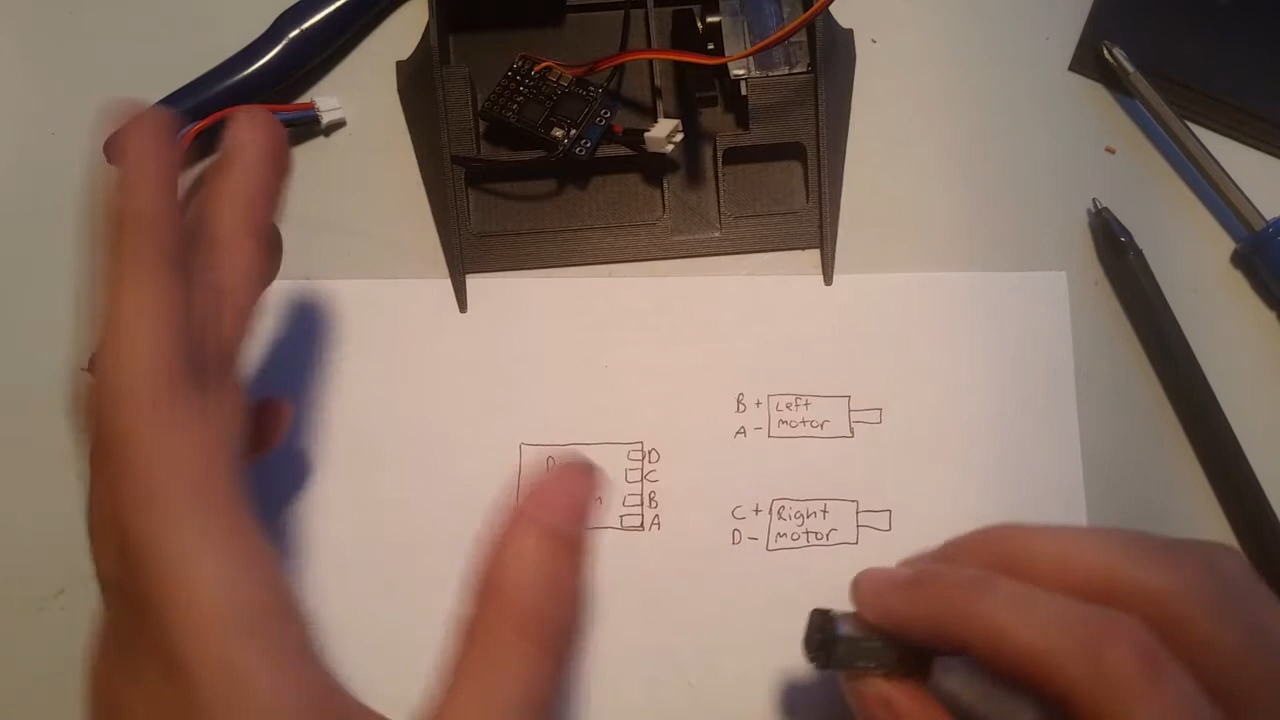 B + Left
A - motor
D
C
B
A
C + Right
D - motor